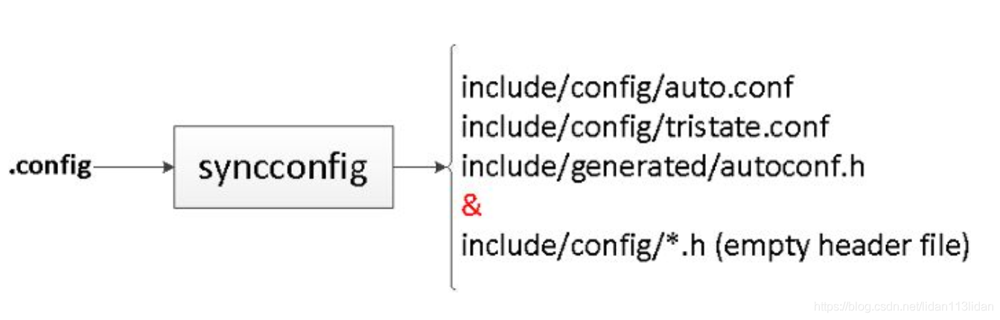 .config
syncconfig
include/config/auto.conf
include/config/tristate.conf
include/generated/autoconf.h
&
include/config/*.h (empty header file)
https://blog.csdn.net/lidan113lidan